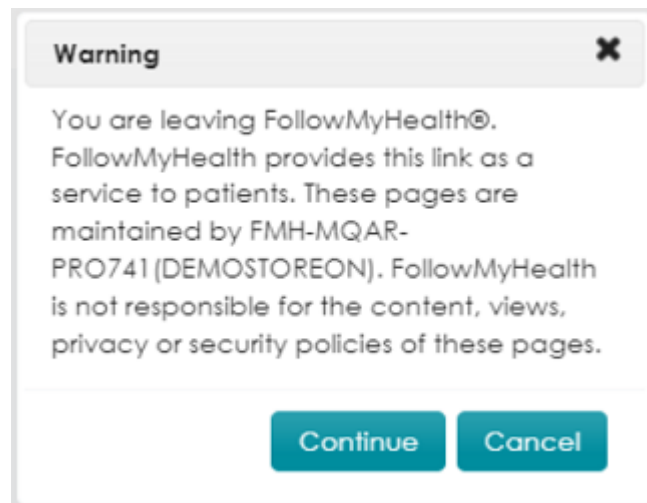 Warning
You are leaving FollowMyHealth®.
FollowMyHealth provides this link as a
service to patients. These pages are
maintained by FMH-MQAR-
PRO741(DEMOSTOREON). FollowMyHealth
is not responsible for the content, views,
privacy or security policies of these pages.
Continue Cancel